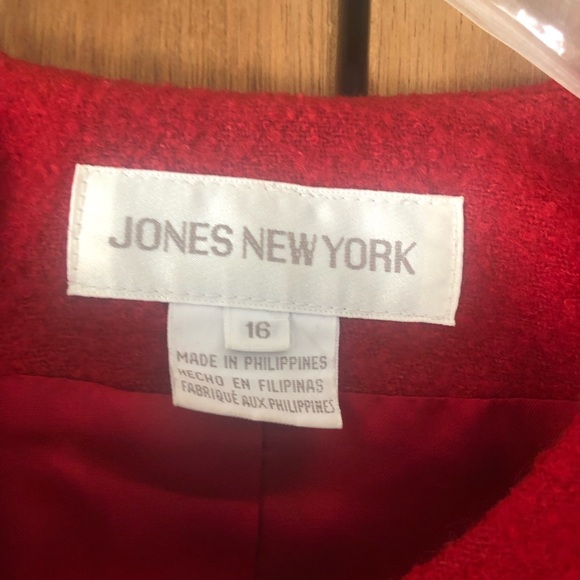 JONES NEW YORK
16
MADE IN PHILIPPINES
HECHO EN FILIPINAS
FABRIQUÉ AUX PHILIPPINES